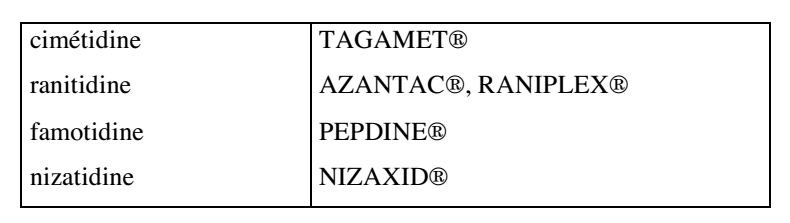 cimétidine TAGAMET®
ranitidine AZANTAC®, RANIPLEX®
famotidine PEPDINE®
nizatidine NIZAXID®